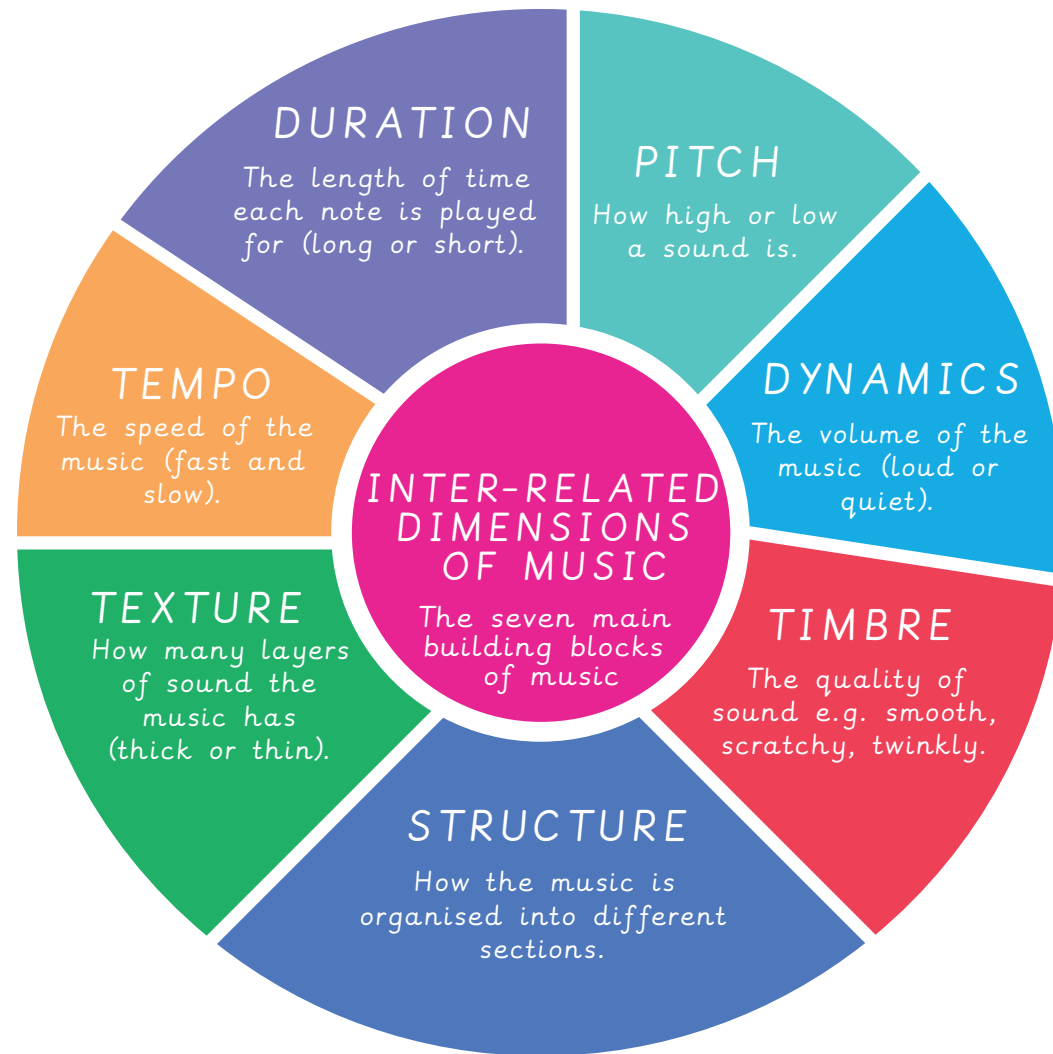 DURATION
The length of time
each note is played
for (long or short).
PITCH
How high or low
a sound is.
DYNAMICS
The volume of the
music (loud or
quiet).
TIMBRE
The quality of
sound e.g. smooth,
scratchy, twinkly.
STRUCTURE
How the music is
organised into different
sections.
TEXTURE
How many layers
of sound the
music has
(thick or thin).
TEMPO
The speed of the
music (fast and
slow).
INTER-RELATED
DIMENSIONS
OF MUSIC
The seven main
building blocks
of music